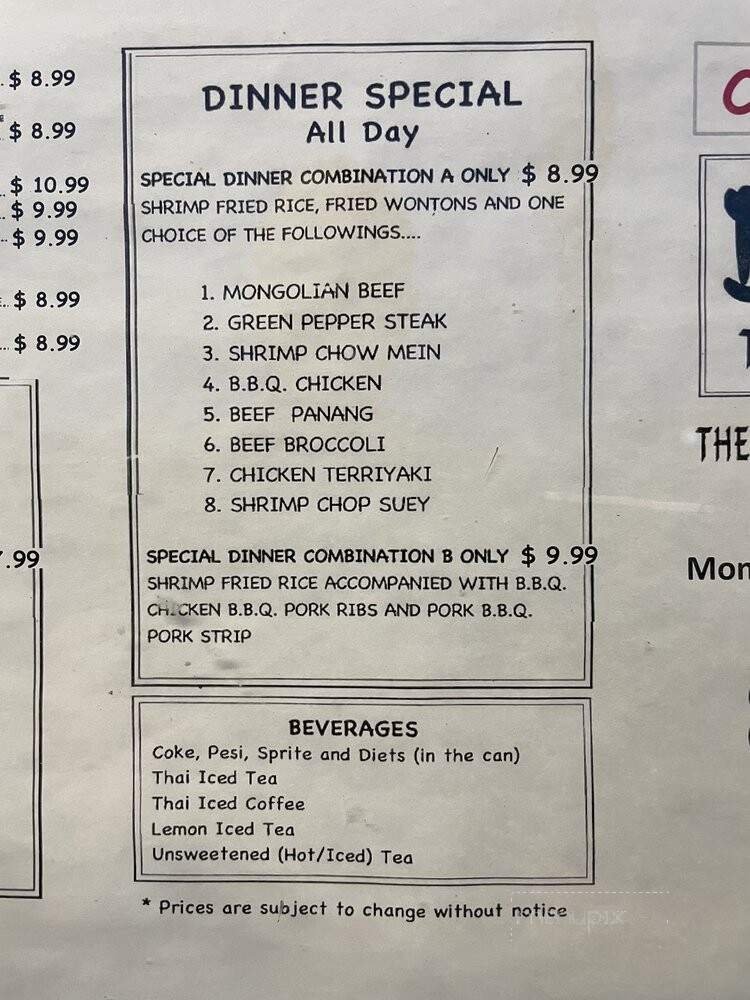 $ 8.99
$ 8.99
$ 10.99
$ 9.99
$ 9.99
$ 8.99
$ 8.99
.99
DINNER SPECIAL
All Day
SPECIAL DINNER COMBINATION A ONLY $ 8.99
SHRIMP FRIED RICE, FRIED WONTONS AND ONE
CHOICE OF THE FOLLOWINGS....
1. MONGOLIAN BEEF
2. GREEN PEPPER STEAK
3. SHRIMP CHOW MEIN
4. B.B.Q. CHICKEN
5. BEEF PANANG
6. BEEF BROCCOLI
7. CHICKEN TERRIYAKI
8. SHRIMP CHOP SUEY
SPECIAL DINNER COMBINATION B ONLY $ 9.99
SHRIMP FRIED RICE ACCOMPANIED WITH B.B.Q.
CHICKEN B.B.Q. PORK RIBS AND PORK B.B.Q.
PORK STRIP
BEVERAGES
Coke, Pesi, Sprite and Diets (in the can)
Thai Iced Tea
Thai Iced Coffee
Lemon Iced Tea
Unsweetened (Hot/Iced) Tea
* Prices are subject to change without notice
THE
Mon